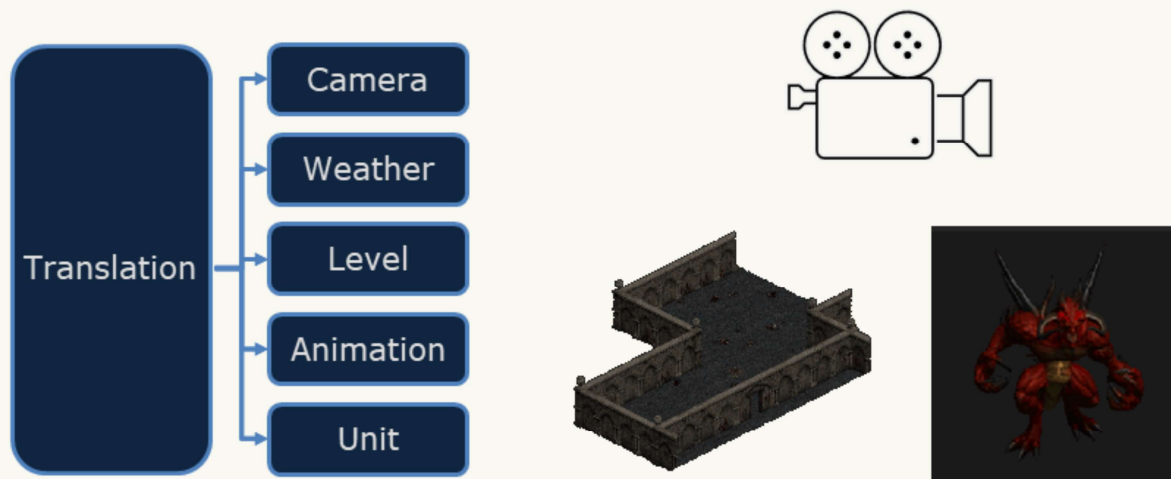 Translation
Camera
Weather
Level
Animation
Unit